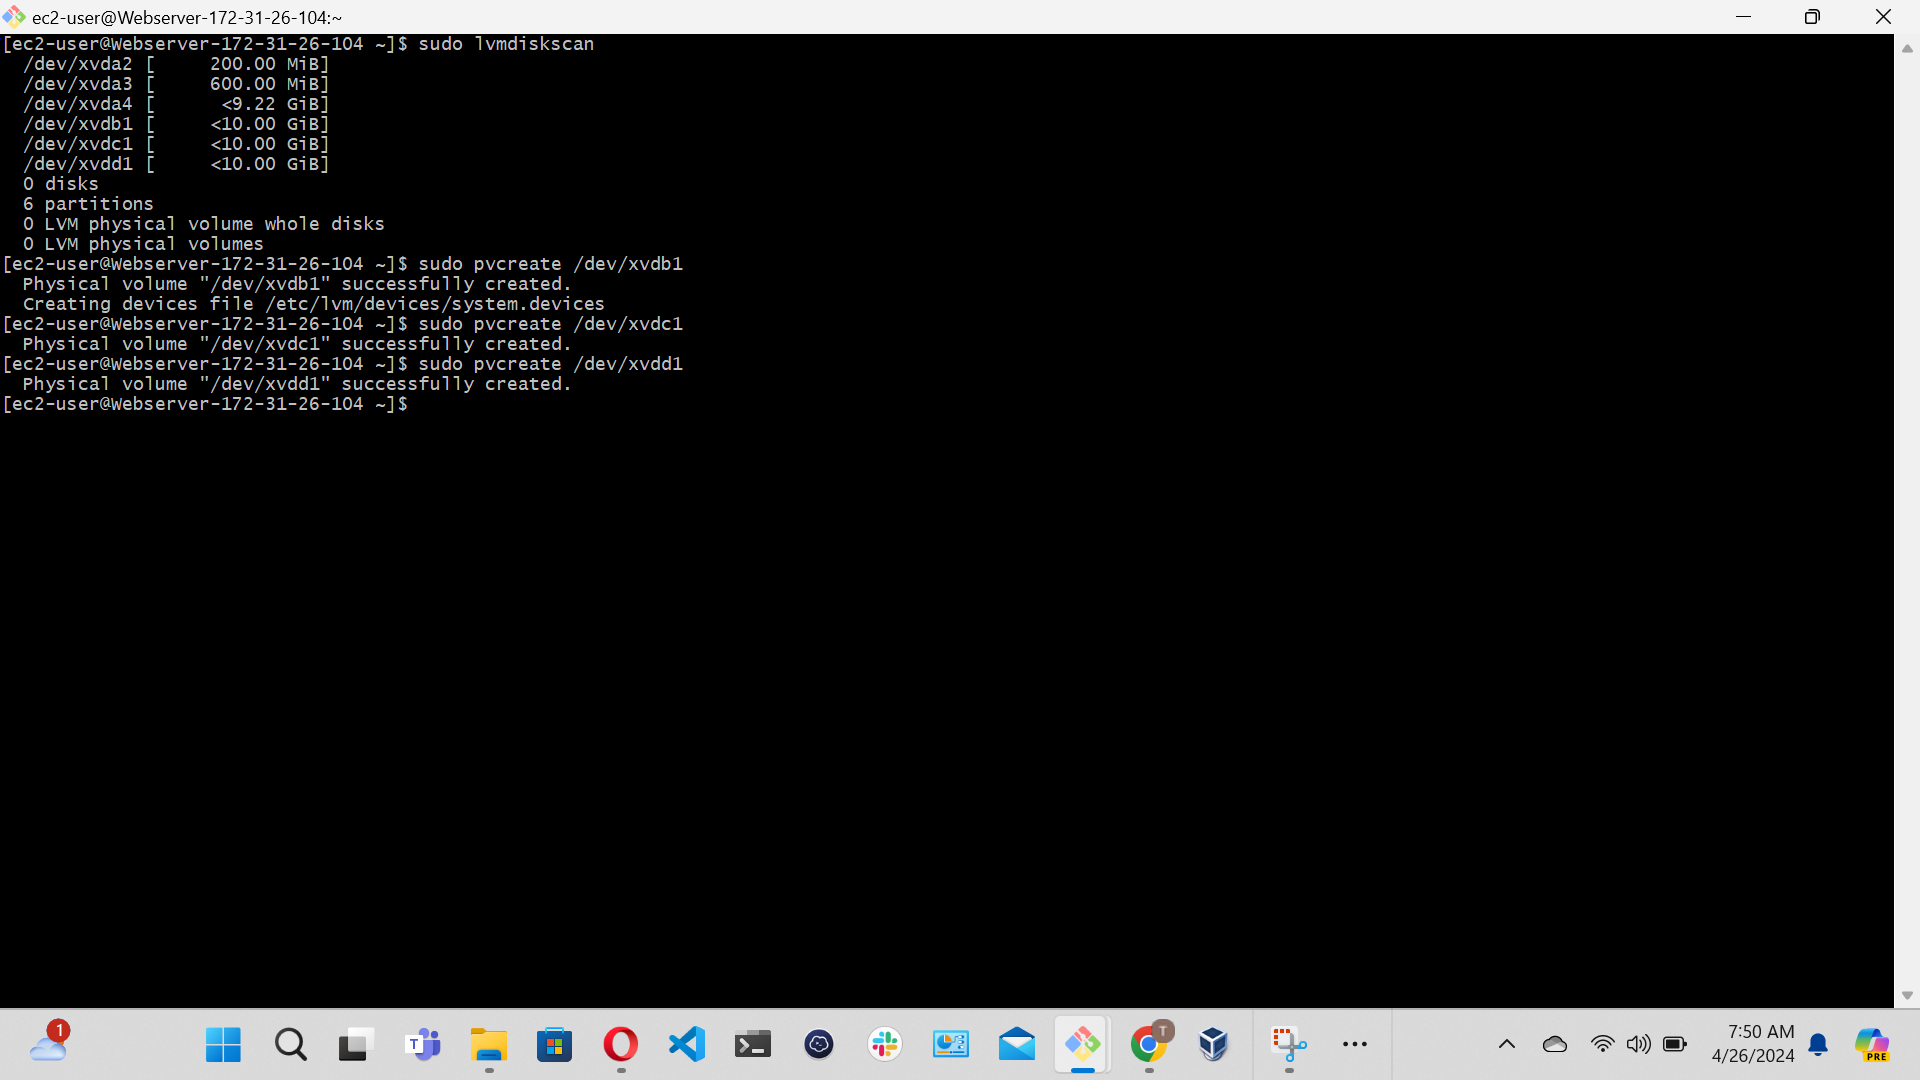 ec2-user@Webserver-172-31-26-104:~
[ec2-user@Webserver-172-31-26-104 ~]$ sudo lvmdiskscan
  /dev/xvda2 [     200.00 MiB]
  /dev/xvda3 [     600.00 MiB]
  /dev/xvda4 [      <9.22 GiB]
  /dev/xvdb1 [     <10.00 GiB]
  /dev/xvdc1 [     <10.00 GiB]
  /dev/xvdd1 [     <10.00 GiB]
  0 disks
  6 partitions
  0 LVM physical volume whole disks
  0 LVM physical volumes
[ec2-user@Webserver-172-31-26-104 ~]$ sudo pvcreate /dev/xvdb1
  Physical volume "/dev/xvdb1" successfully created.
  Creating devices file /etc/lvm/devices/system.devices
[ec2-user@Webserver-172-31-26-104 ~]$ sudo pvcreate /dev/xvdc1
  Physical volume "/dev/xvdc1" successfully created.
[ec2-user@Webserver-172-31-26-104 ~]$ sudo pvcreate /dev/xvdd1
  Physical volume "/dev/xvdd1" successfully created.
[ec2-user@Webserver-172-31-26-104 ~]$
1
T
T
7:50 AM
4/26/2024
PRE